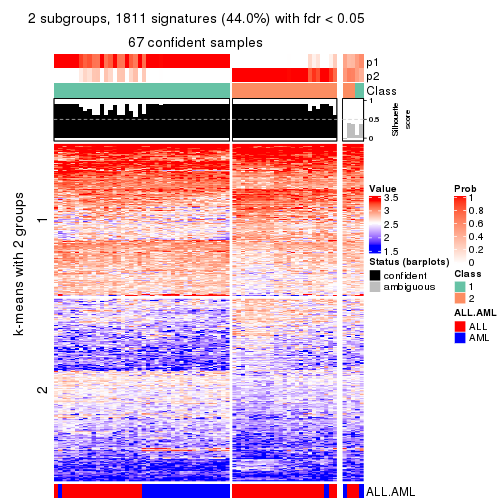 2 subgroups, 1811 signatures (44.0%) with fdr < 0.05
67 confident samples
p1
p2
Class
1
0.5
0
Silhouette
score
k-means with 2 groups
1
2
ALL.AML
Value
3.5
3
2.5
2
1.5
Status (barplots)
confident
ambiguous
Prob
1
0.8
0.6
0.4
0.2
0
Class
1
2
ALL.AML
ALL
AML